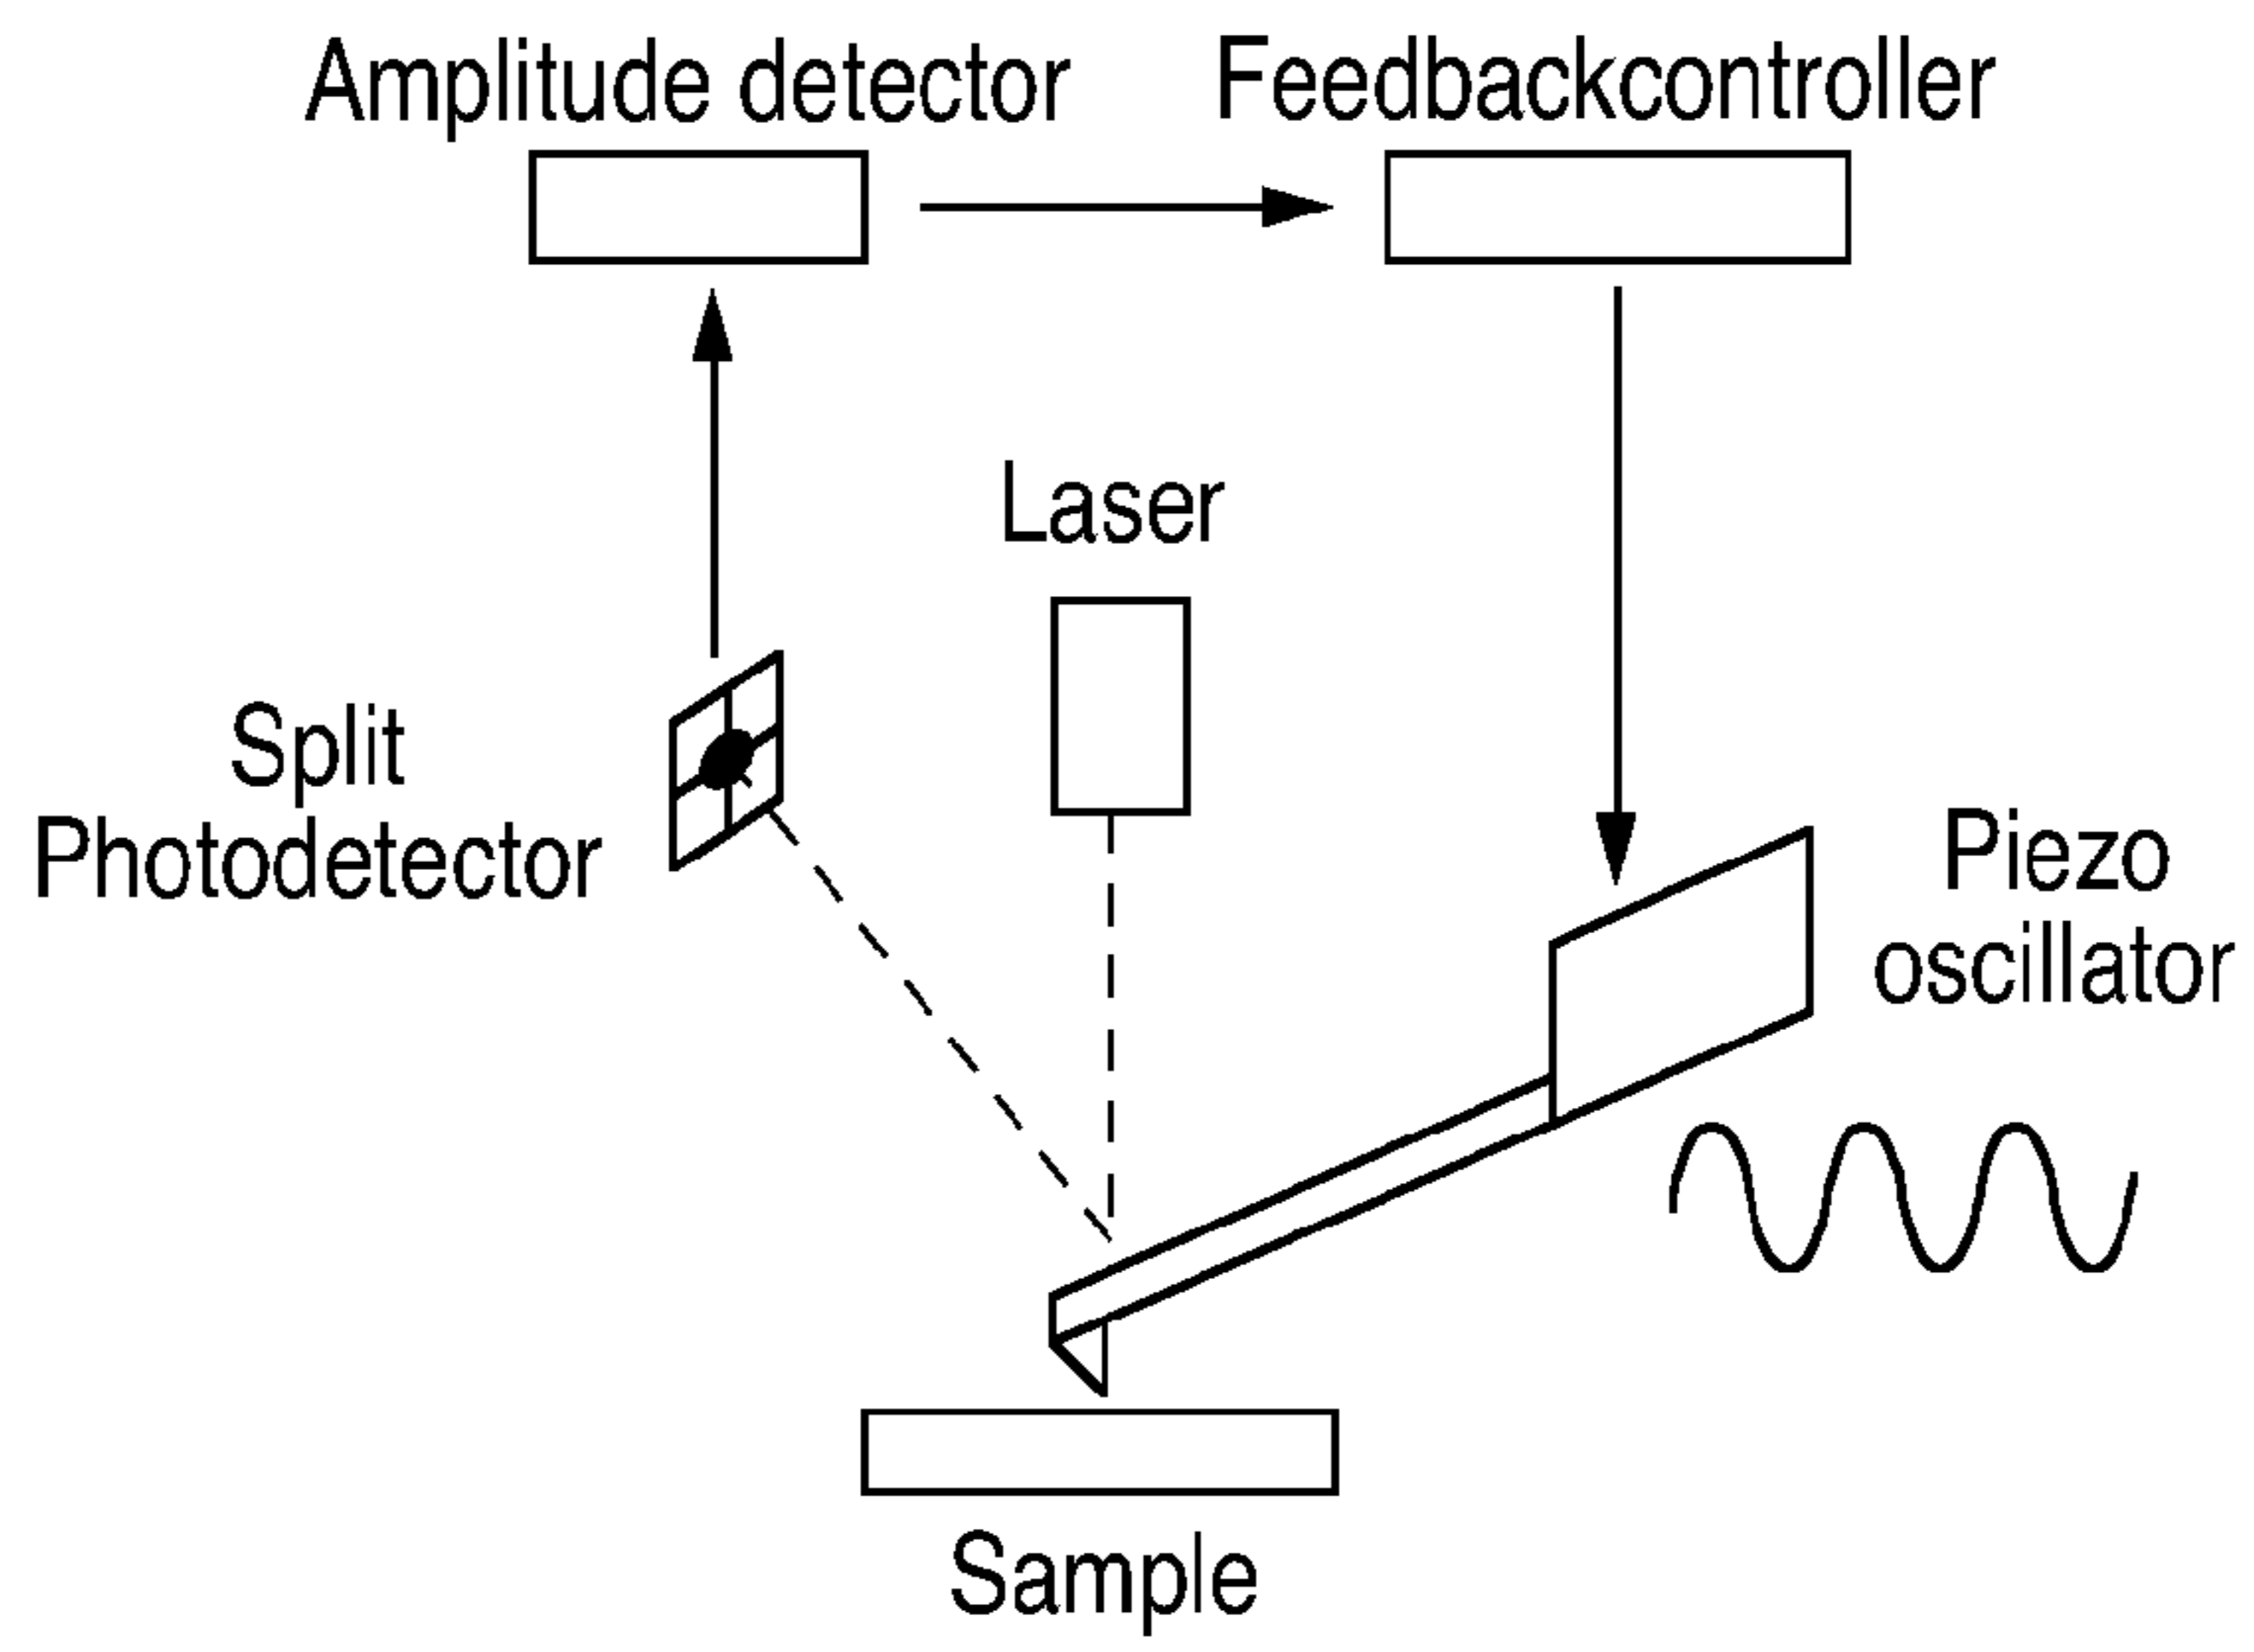 Amplitude detector
Feedbackcontroller
Laser
Split
Photodetector
Piezo
oscillator
Sample